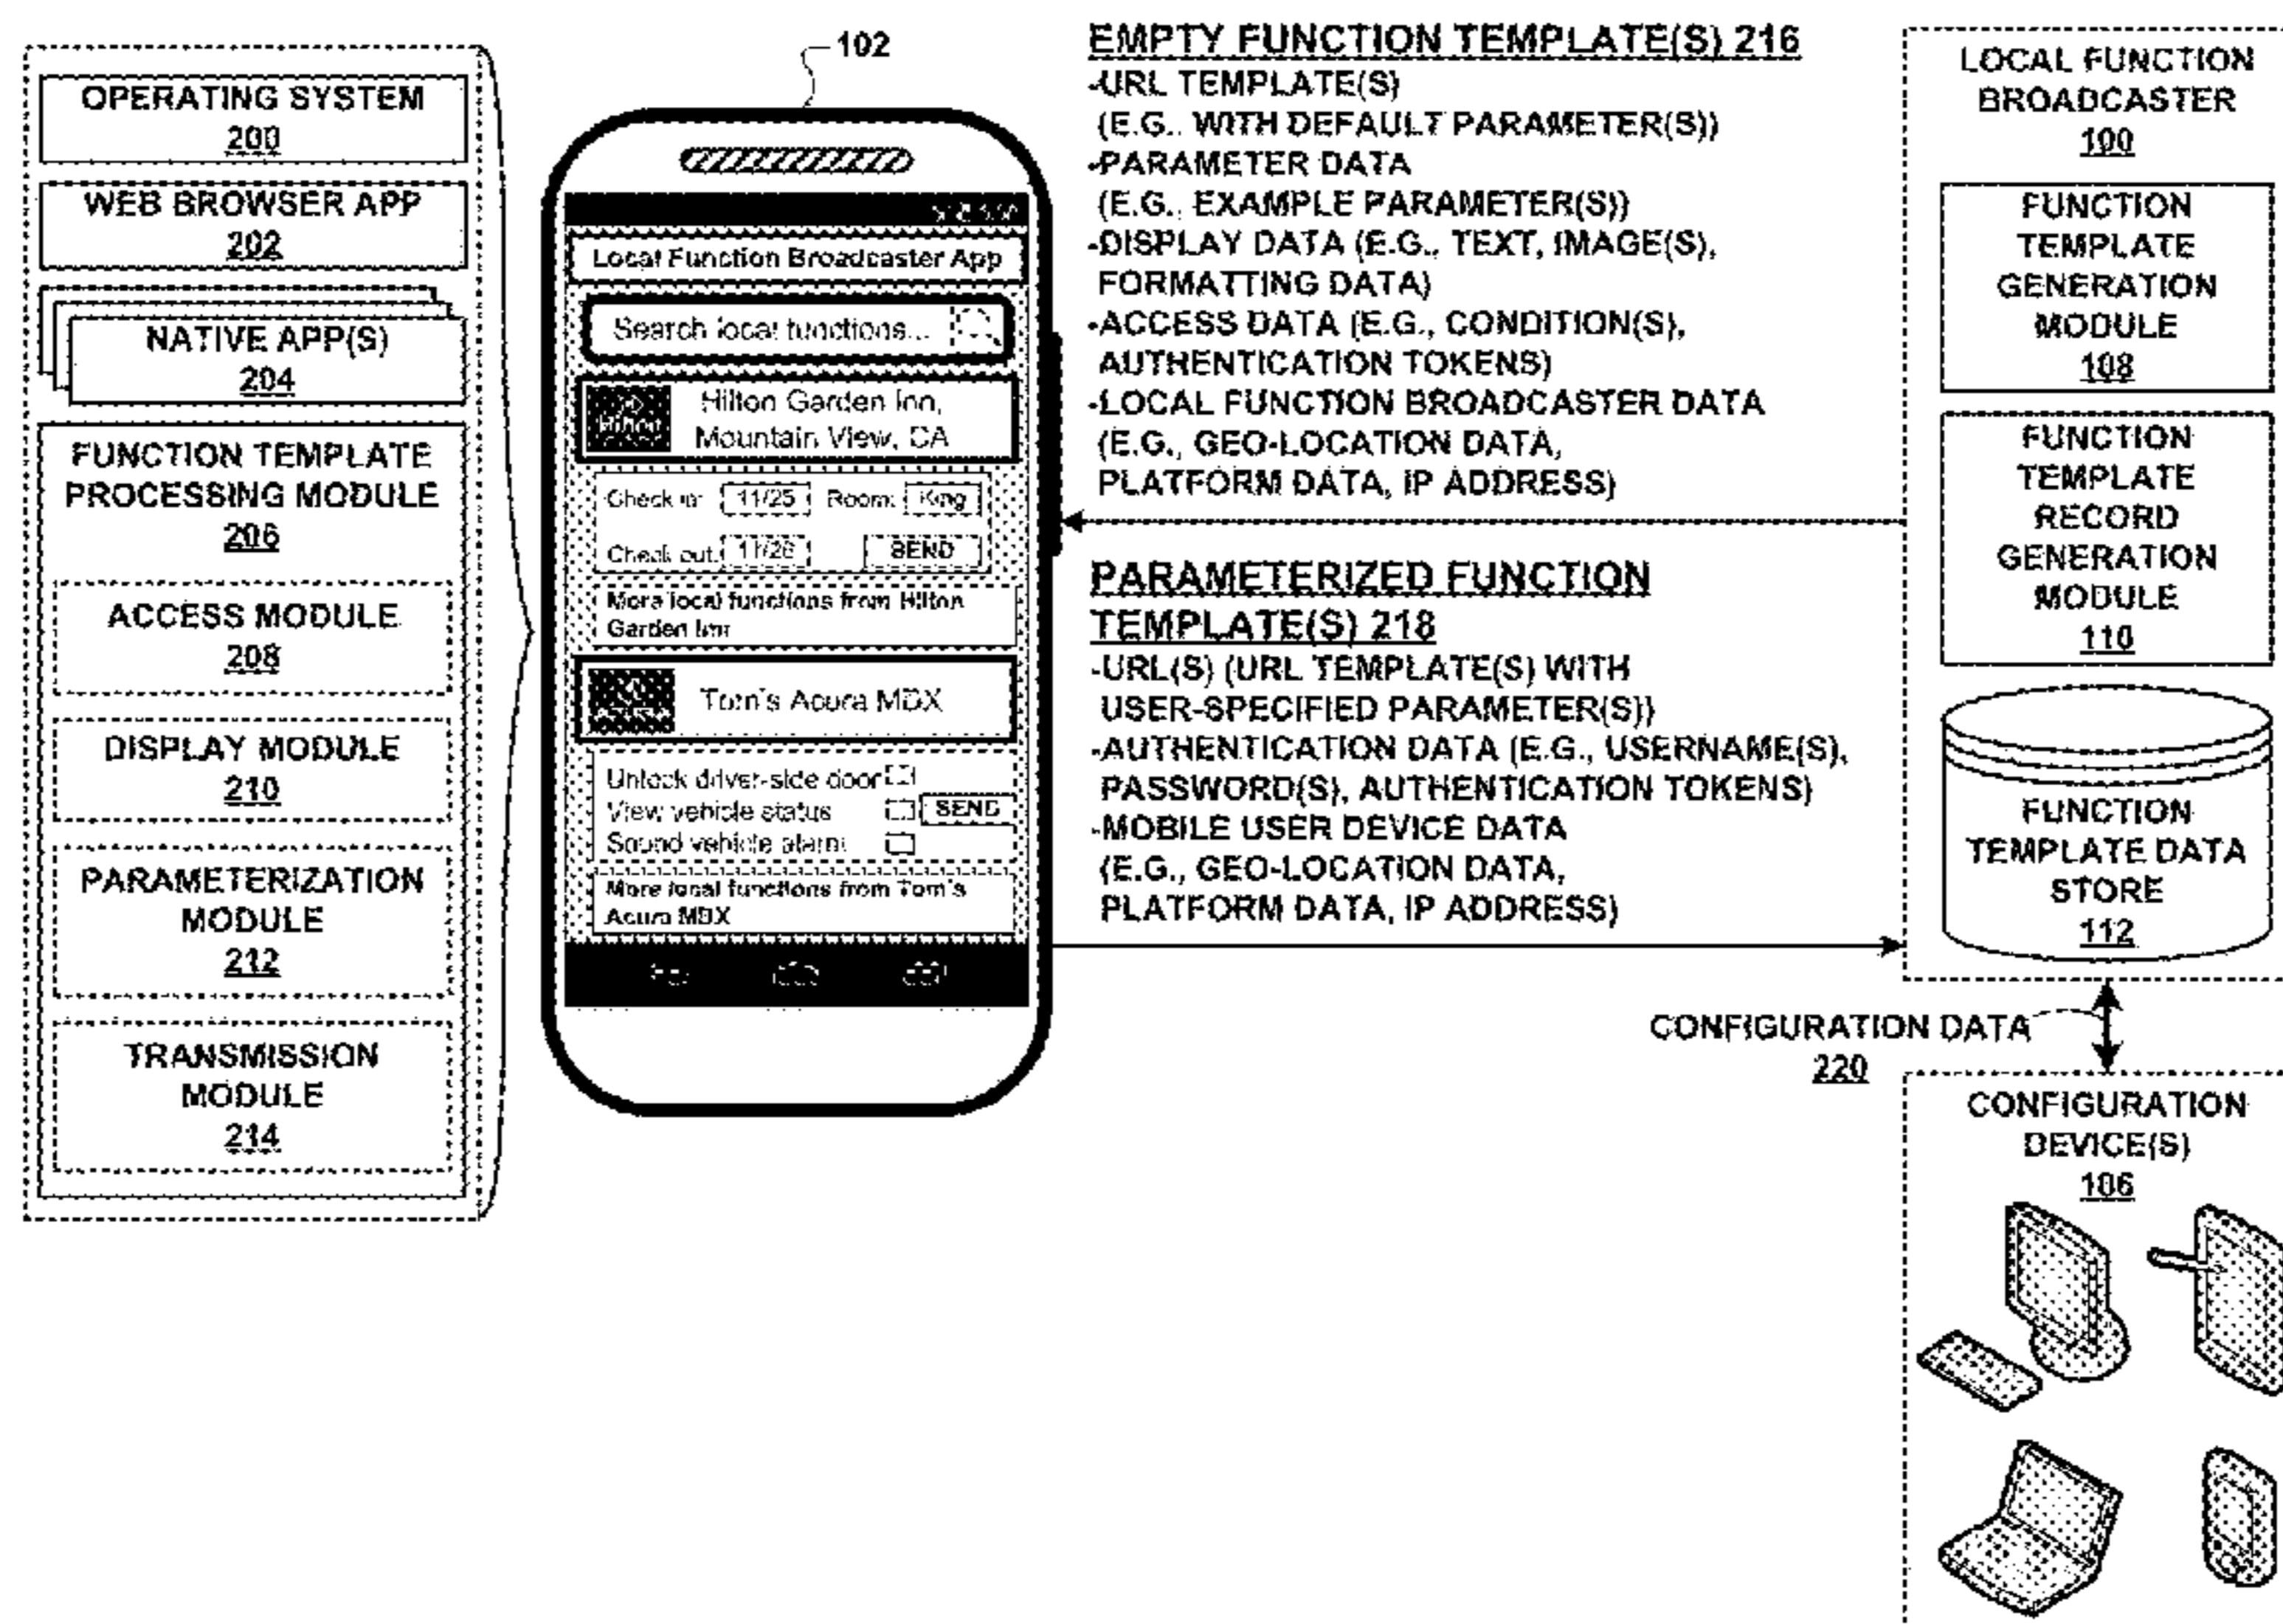 OPERATING SYSTEM
200
WEB BROWSER APP
202
NATIVE APP(S)
204
FUNCTION TEMPLATE
PROCESSING MODULE
206
ACCESS MODULE
208
DISPLAY MODULE
210
PARAMETERIZATION
MODULE
212
TRANSMISSION
MODULE
214
102
Local Function Broadcaster App
Search local functions...
Hilton
Hilton Garden Inn,
Mountain View, CA
Check in: 11/25 Room: King
Check out: 11/26 SEND
More local functions from Hilton
Garden Inn
Tom's Acura MDX
Unlock driver-side door
View vehicle status SEND
Sound vehicle alarm
More local functions from Tom's
Acura MDX
EMPTY FUNCTION TEMPLATE(S) 216
-URL TEMPLATE(S)
(E.G., WITH DEFAULT PARAMETER(S))
-PARAMETER DATA
(E.G., EXAMPLE PARAMETER(S))
-DISPLAY DATA (E.G., TEXT, IMAGE(S),
FORMATTING DATA)
-ACCESS DATA (E.G., CONDITION(S),
AUTHENTICATION TOKENS)
-LOCAL FUNCTION BROADCASTER DATA
(E.G., GEO-LOCATION DATA,
PLATFORM DATA, IP ADDRESS)
PARAMETERIZED FUNCTION
TEMPLATE(S) 218
-URL(S) (URL TEMPLATE(S) WITH
USER-SPECIFIED PARAMETER(S))
-AUTHENTICATION DATA (E.G., USERNAME(S),
PASSWORD(S), AUTHENTICATION TOKENS)
-MOBILE USER DEVICE DATA
(E.G., GEO-LOCATION DATA,
PLATFORM DATA, IP ADDRESS)
LOCAL FUNCTION
BROADCASTER
100
FUNCTION
TEMPLATE
GENERATION
MODULE
108
FUNCTION
TEMPLATE
RECORD
GENERATION
MODULE
110
FUNCTION
TEMPLATE DATA
STORE
112
CONFIGURATION DATA
220
CONFIGURATION
DEVICE(S)
106